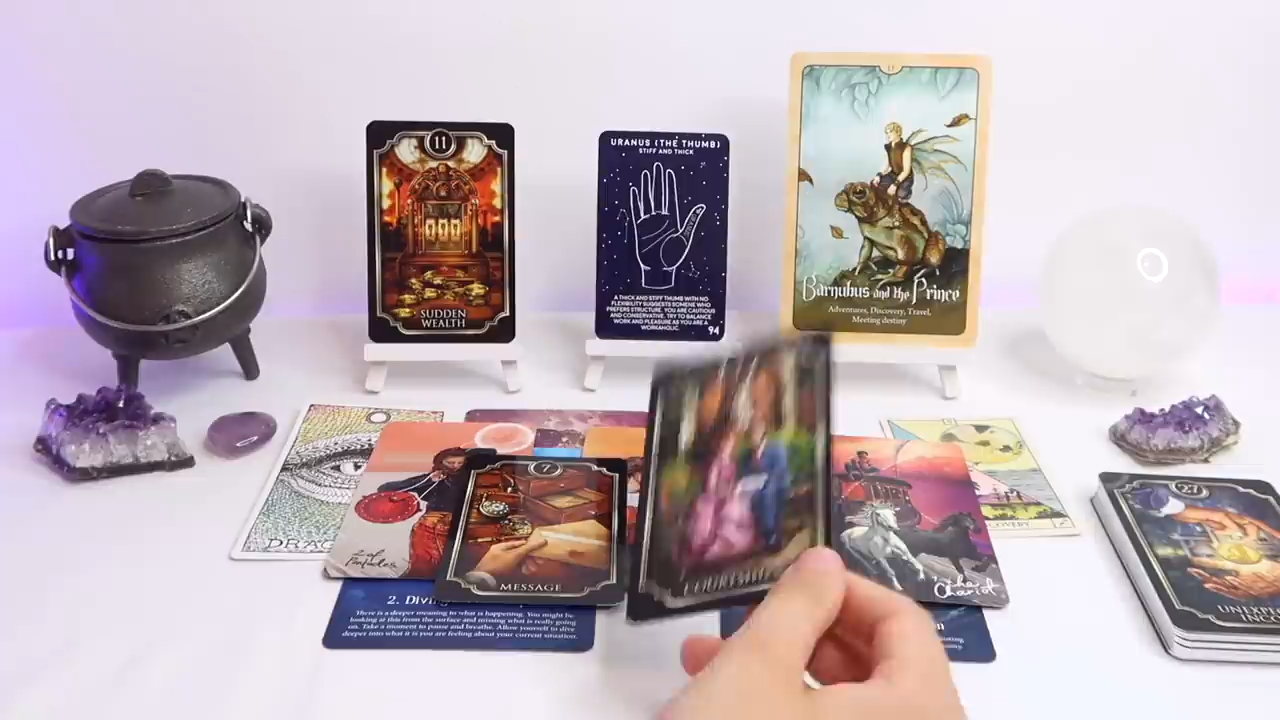 11
SUDDEN
WEALTH
URANUS (THE THUMB)
STIFF AND THICK
A THICK AND STIFF THUMB WITH NO
FLEXIBILITY SUGGESTS SOMEONE WHO
PREFERS STRUCTURE. YOU ARE CAUTIOUS
AND CONSERVATIVE. TRY TO BALANCE
WORK AND PLEASURE AS YOU ARE A
WORKAHOLIC.
94
Barnubus and the Prince
Adventures, Discovery, Travel,
Meeting destiny
7
MESSAGE
2 of
Pentacles
The
Chariot
2.
There is a deeper meaning to what is happening. You might be
looking at this from the surface and missing what is really going
on. Take a moment to pause and breathe. Allow yourself to dive
deeper into what it is you are feeling about your current situation.
27